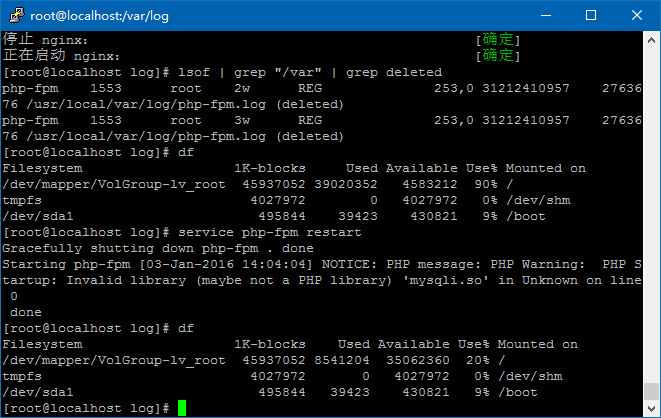 root@localhost:/var/log
停止 nginx: [确定]
正在启动 nginx: [确定]
[root@localhost log]# lsof | grep "/var" | grep deleted
php-fpm 1553 root 2w REG 253,0 31212410957 27636
76 /usr/local/var/log/php-fpm.log (deleted)
php-fpm 1553 root 3w REG 253,0 31212410957 27636
76 /usr/local/var/log/php-fpm.log (deleted)
[root@localhost log]# df
Filesystem 1K-blocks Used Available Use% Mounted on
/dev/mapper/VolGroup-lv_root 45937052 39020352 4583212 90% /
tmpfs 4027972 0 4027972 0% /dev/shm
/dev/sda1 495844 39423 430821 9% /boot
[root@localhost log]# service php-fpm restart
Gracefully shutting down php-fpm . done
Starting php-fpm [03-Jan-2016 14:04:04] NOTICE: PHP message: PHP Warning:  PHP S
tartup: Invalid library (maybe not a PHP library) 'mysqli.so' in Unknown on line
0
done
[root@localhost log]# df
Filesystem 1K-blocks Used Available Use% Mounted on
/dev/mapper/VolGroup-lv_root 45937052 8541204 35062360 20% /
tmpfs 4027972 0 4027972 0% /dev/shm
/dev/sda1 495844 39423 430821 9% /boot
[root@localhost log]#